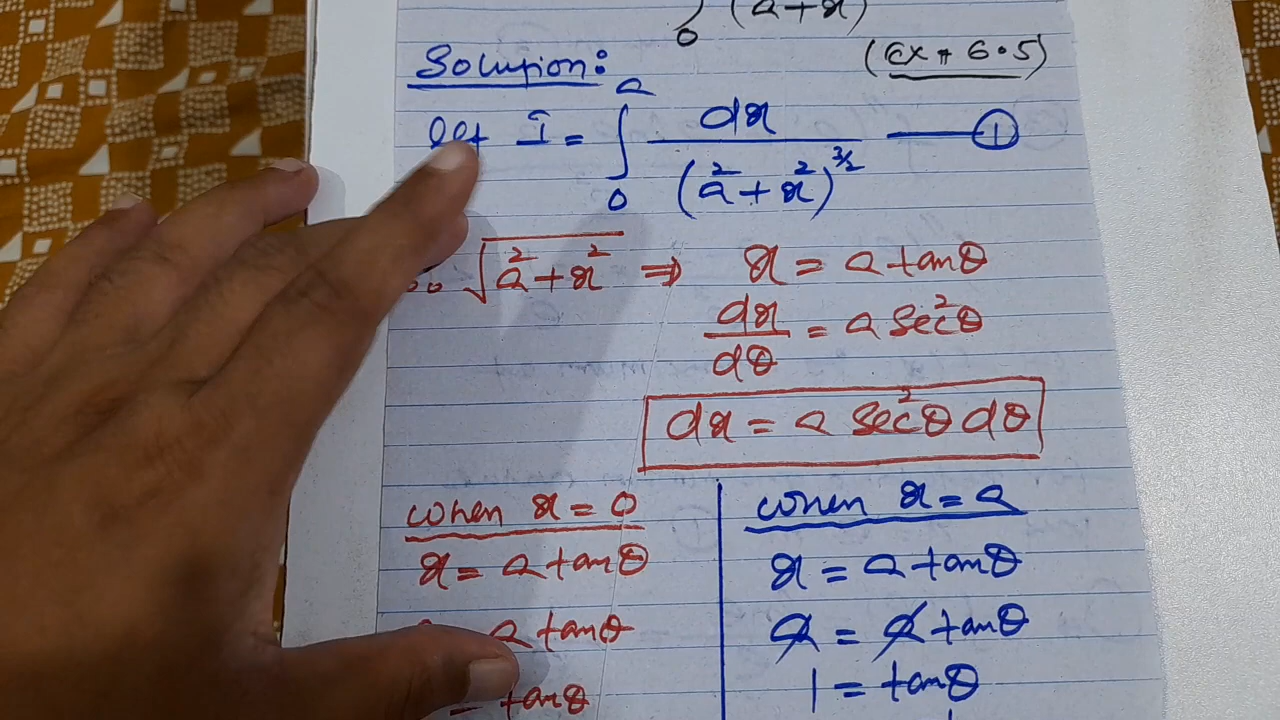 0 (a+x)
(Ex # 6.5)
Solution:
Let I = ∫₀ᵃ dx / (a² + x²)^3/2 —— ①
√(a² + x²) ⇒ x = a tanθ
dx/dθ = a sec²θ
dx = a sec²θ dθ
when x = 0
x = a tanθ
= a tanθ
= tanθ
when x = a
x = a tanθ
a = a tanθ
1 = tanθ